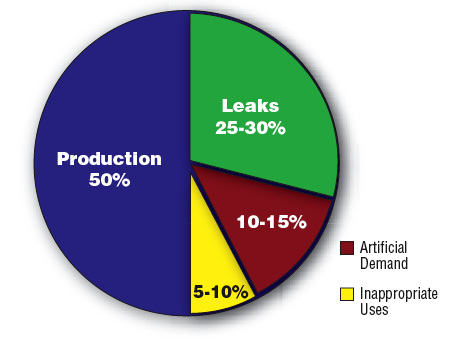 Leaks
25-30%
Production
50%
10-15%
5-10%
Artificial
Demand
Inappropriate
Uses